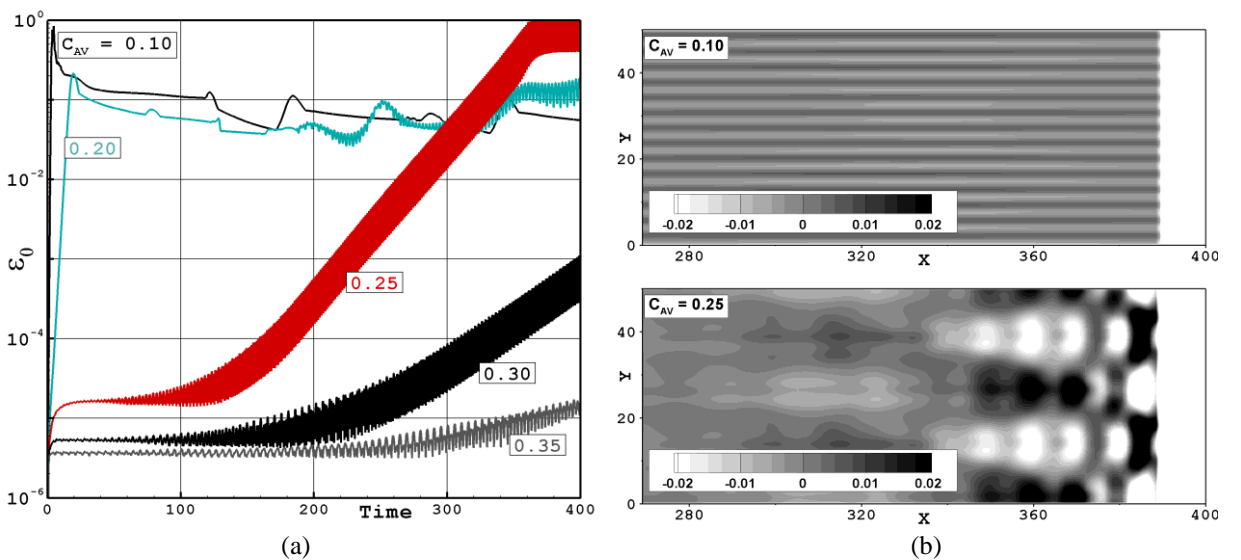 10^0
10^-2
10^-4
10^-6
ε_0
C_AV = 0.10
0.20
0.25
0.30
0.35
0 100 200 300 400
Time
(a)
C_AV = 0.10
40
20
0
Y
-0.02 -0.01 0 0.01 0.02
280 320 360 400
X
C_AV = 0.25
40
20
0
Y
-0.02 -0.01 0 0.01 0.02
280 320 360 400
X
(b)